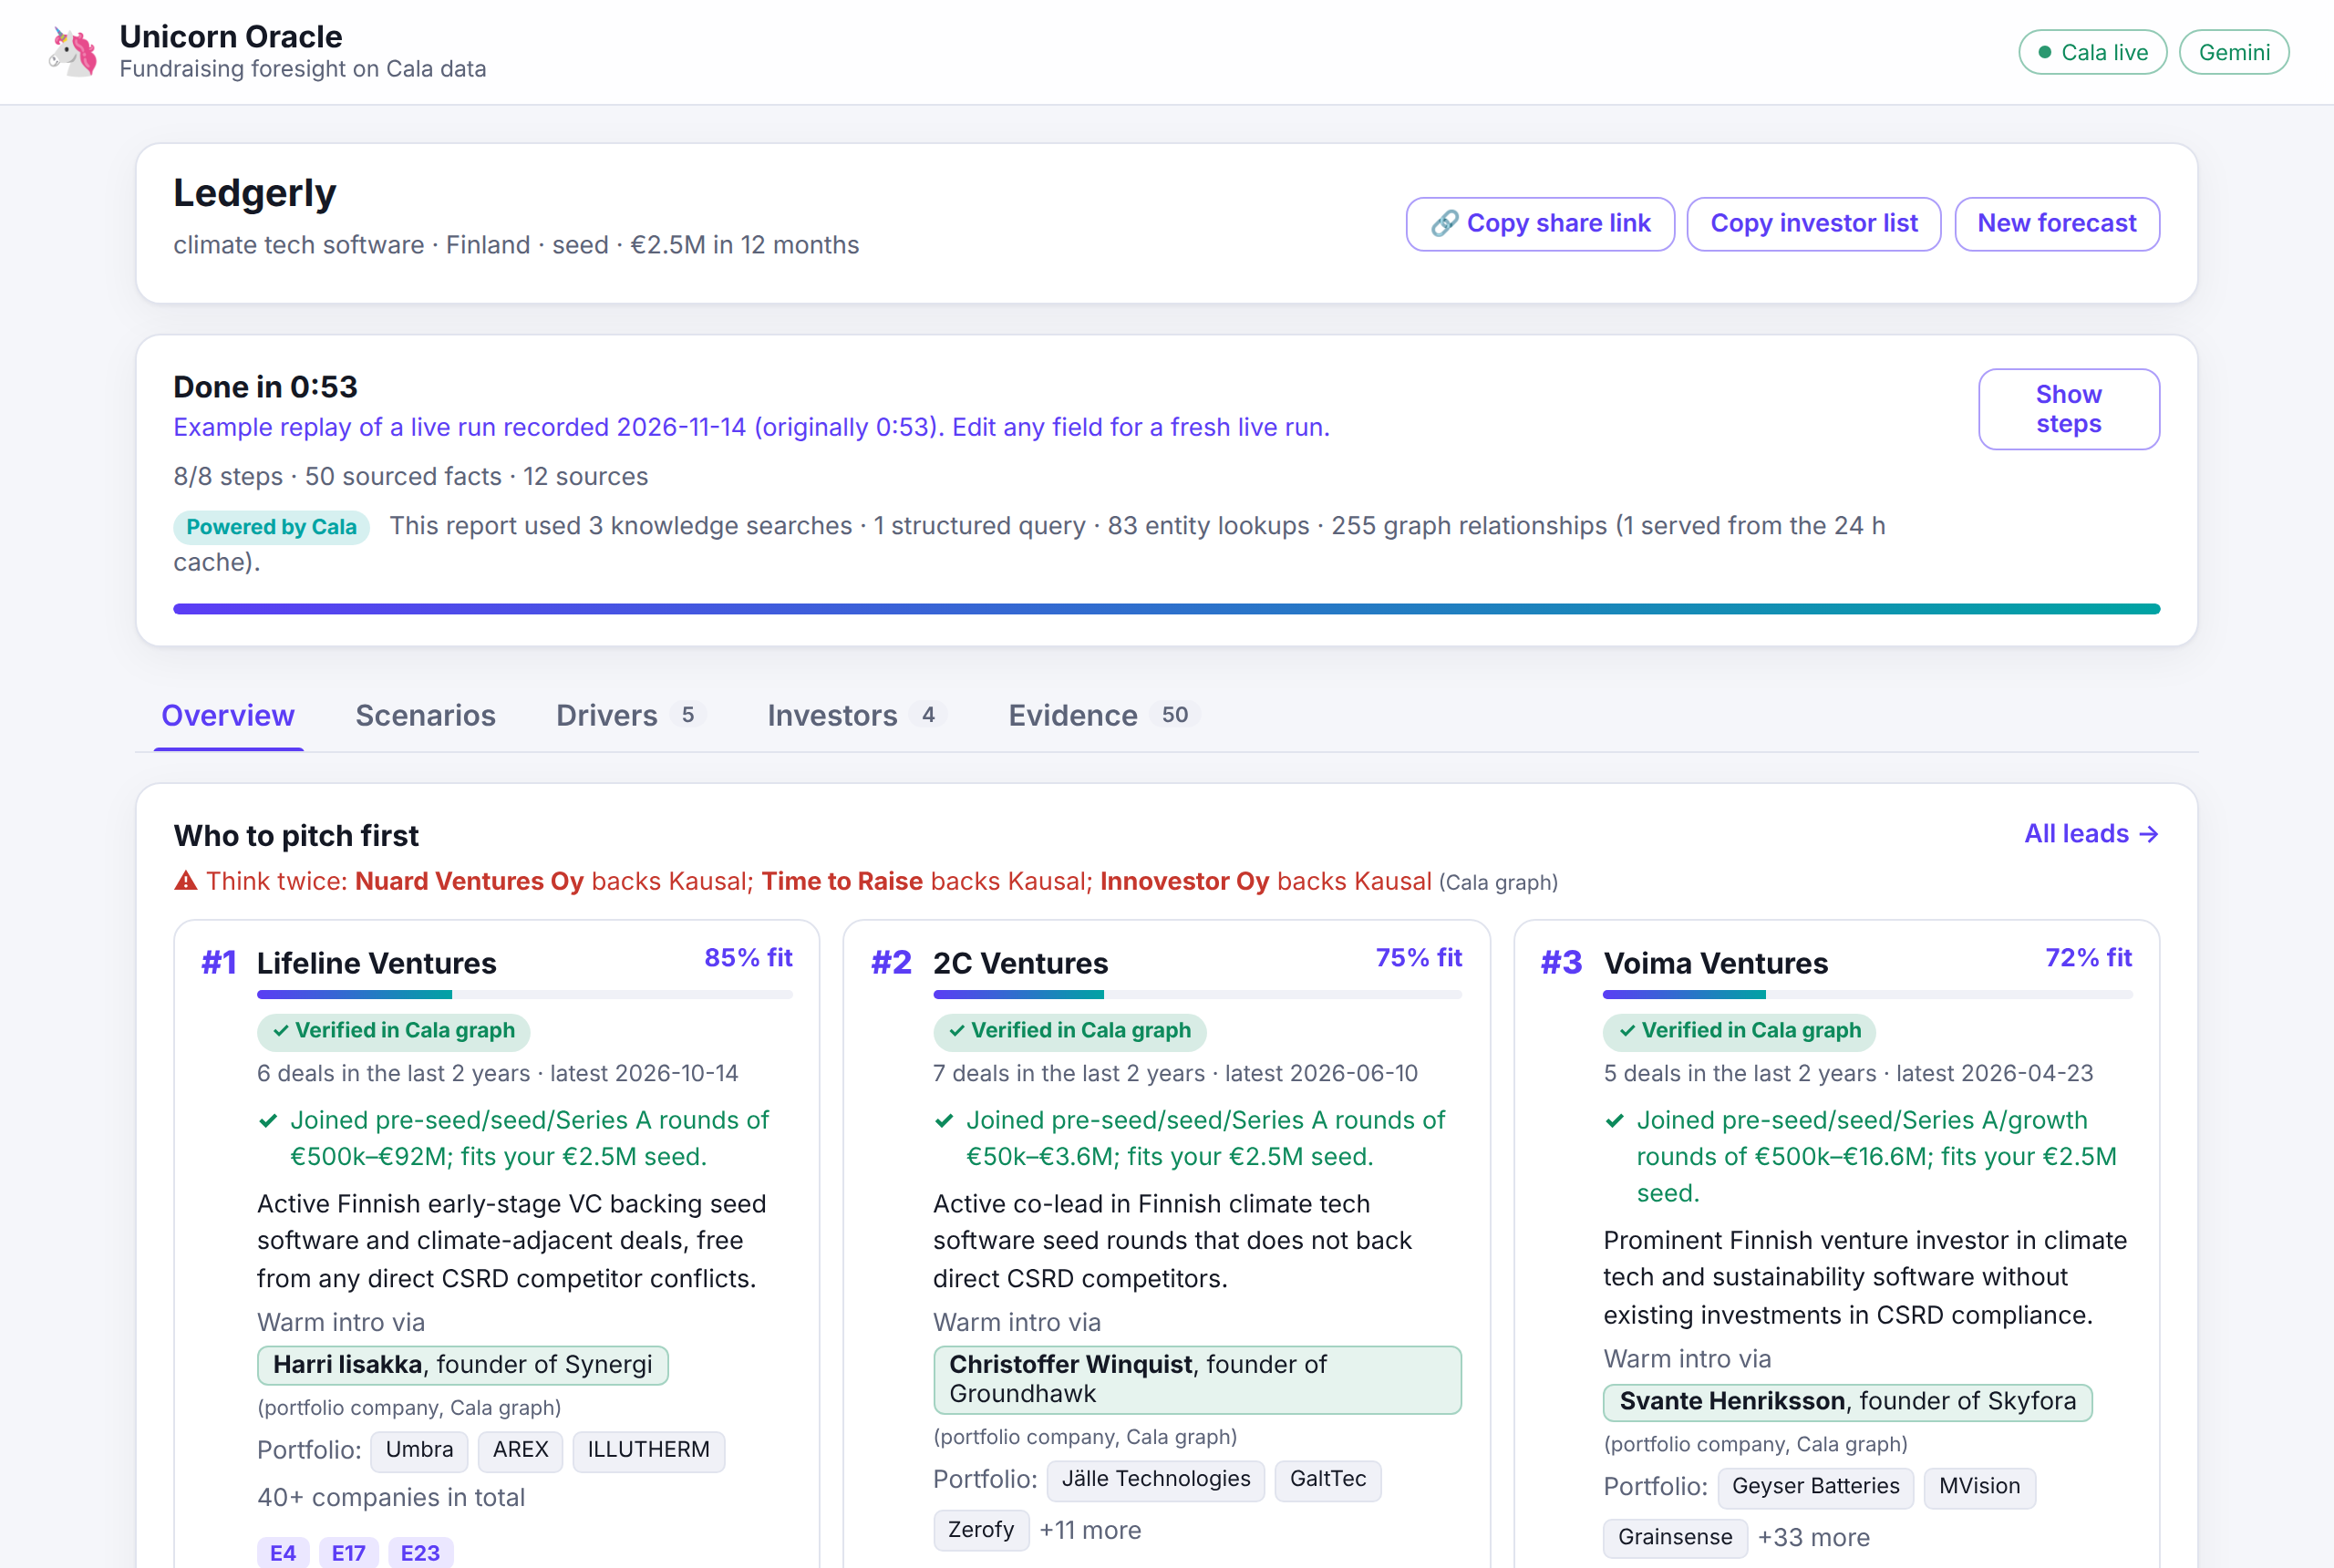 Unicorn Oracle
Fundraising foresight on Cala data
Cala live
Gemini
Ledgerly
climate tech software · Finland · seed · €2.5M in 12 months
🔗 Copy share link
Copy investor list
New forecast
Done in 0:53
Example replay of a live run recorded 2026-11-14 (originally 0:53). Edit any field for a fresh live run.
Show
steps
8/8 steps · 50 sourced facts · 12 sources
Powered by Cala This report used 3 knowledge searches · 1 structured query · 83 entity lookups · 255 graph relationships (1 served from the 24 h
cache).
Overview
Scenarios
Drivers 5
Investors 4
Evidence 50
Who to pitch first
All leads →
⚠ Think twice: Nuard Ventures Oy backs Kausal; Time to Raise backs Kausal; Innovestor Oy backs Kausal (Cala graph)
#1 Lifeline Ventures 85% fit
✓ Verified in Cala graph
6 deals in the last 2 years · latest 2026-10-14
✓ Joined pre-seed/seed/Series A rounds of
€500k–€92M; fits your €2.5M seed.
Active Finnish early-stage VC backing seed
software and climate-adjacent deals, free
from any direct CSRD competitor conflicts.
Warm intro via
Harri Iisakka, founder of Synergi
(portfolio company, Cala graph)
Portfolio: Umbra AREX ILLUTHERM
40+ companies in total
E4 E17 E23
#2 2C Ventures 75% fit
✓ Verified in Cala graph
7 deals in the last 2 years · latest 2026-06-10
✓ Joined pre-seed/seed/Series A rounds of
€50k–€3.6M; fits your €2.5M seed.
Active co-lead in Finnish climate tech
software seed rounds that does not back
direct CSRD competitors.
Warm intro via
Christoffer Winquist, founder of
Groundhawk
(portfolio company, Cala graph)
Portfolio: Jälle Technologies GaltTec
Zerofy +11 more
#3 Voima Ventures 72% fit
✓ Verified in Cala graph
5 deals in the last 2 years · latest 2026-04-23
✓ Joined pre-seed/seed/Series A/growth
rounds of €500k–€16.6M; fits your €2.5M
seed.
Prominent Finnish venture investor in climate
tech and sustainability software without
existing investments in CSRD compliance.
Warm intro via
Svante Henriksson, founder of Skyfora
(portfolio company, Cala graph)
Portfolio: Geyser Batteries MVision
Grainsense +33 more